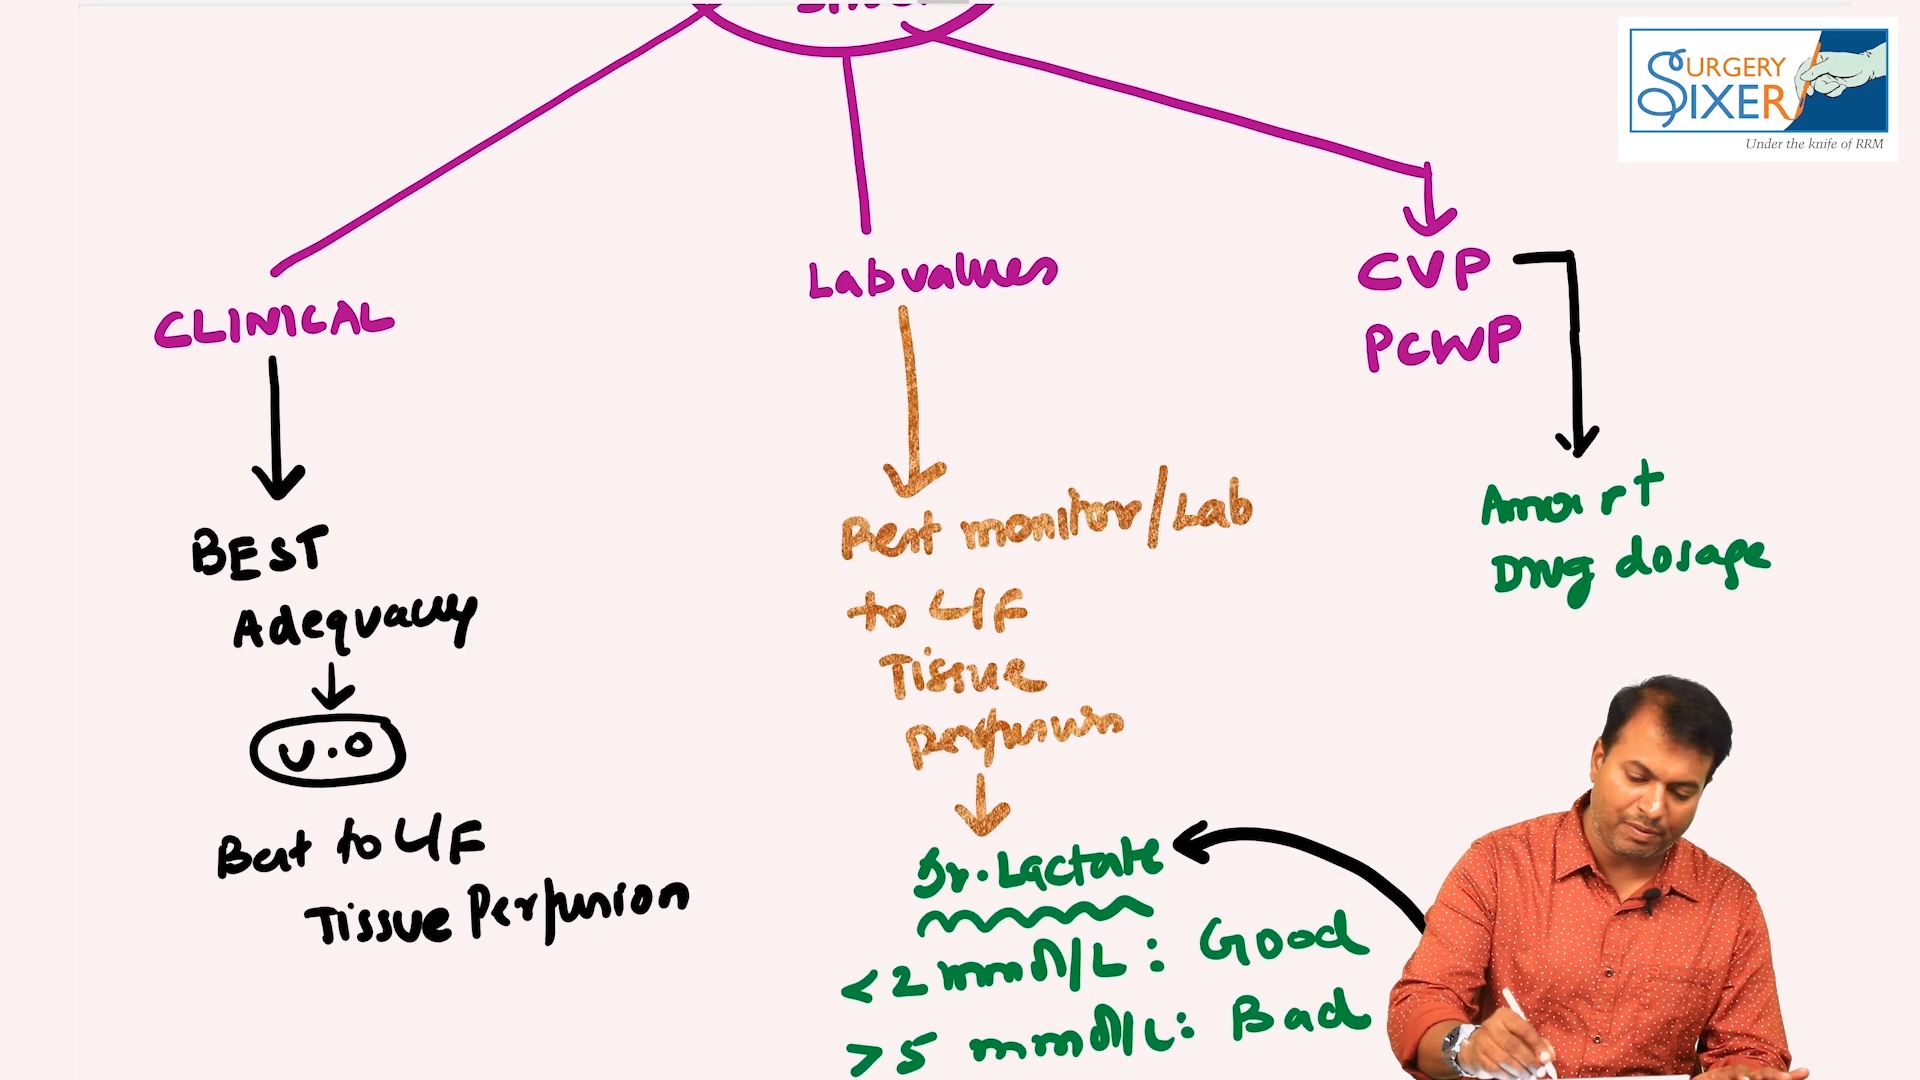 SURGERY
SIXER
Under the knife of RRM
CLINICAL
BEST
Adequacy
U.O
Best to L/F
Tissue Perfusion
Lab values
Best monitor/Lab
to L/F
Tissue
perfusion
Sr. Lactate
<2 mmol/L: Good
>5 mmol/L: Bad
CVP
PCWP
Drug dosage